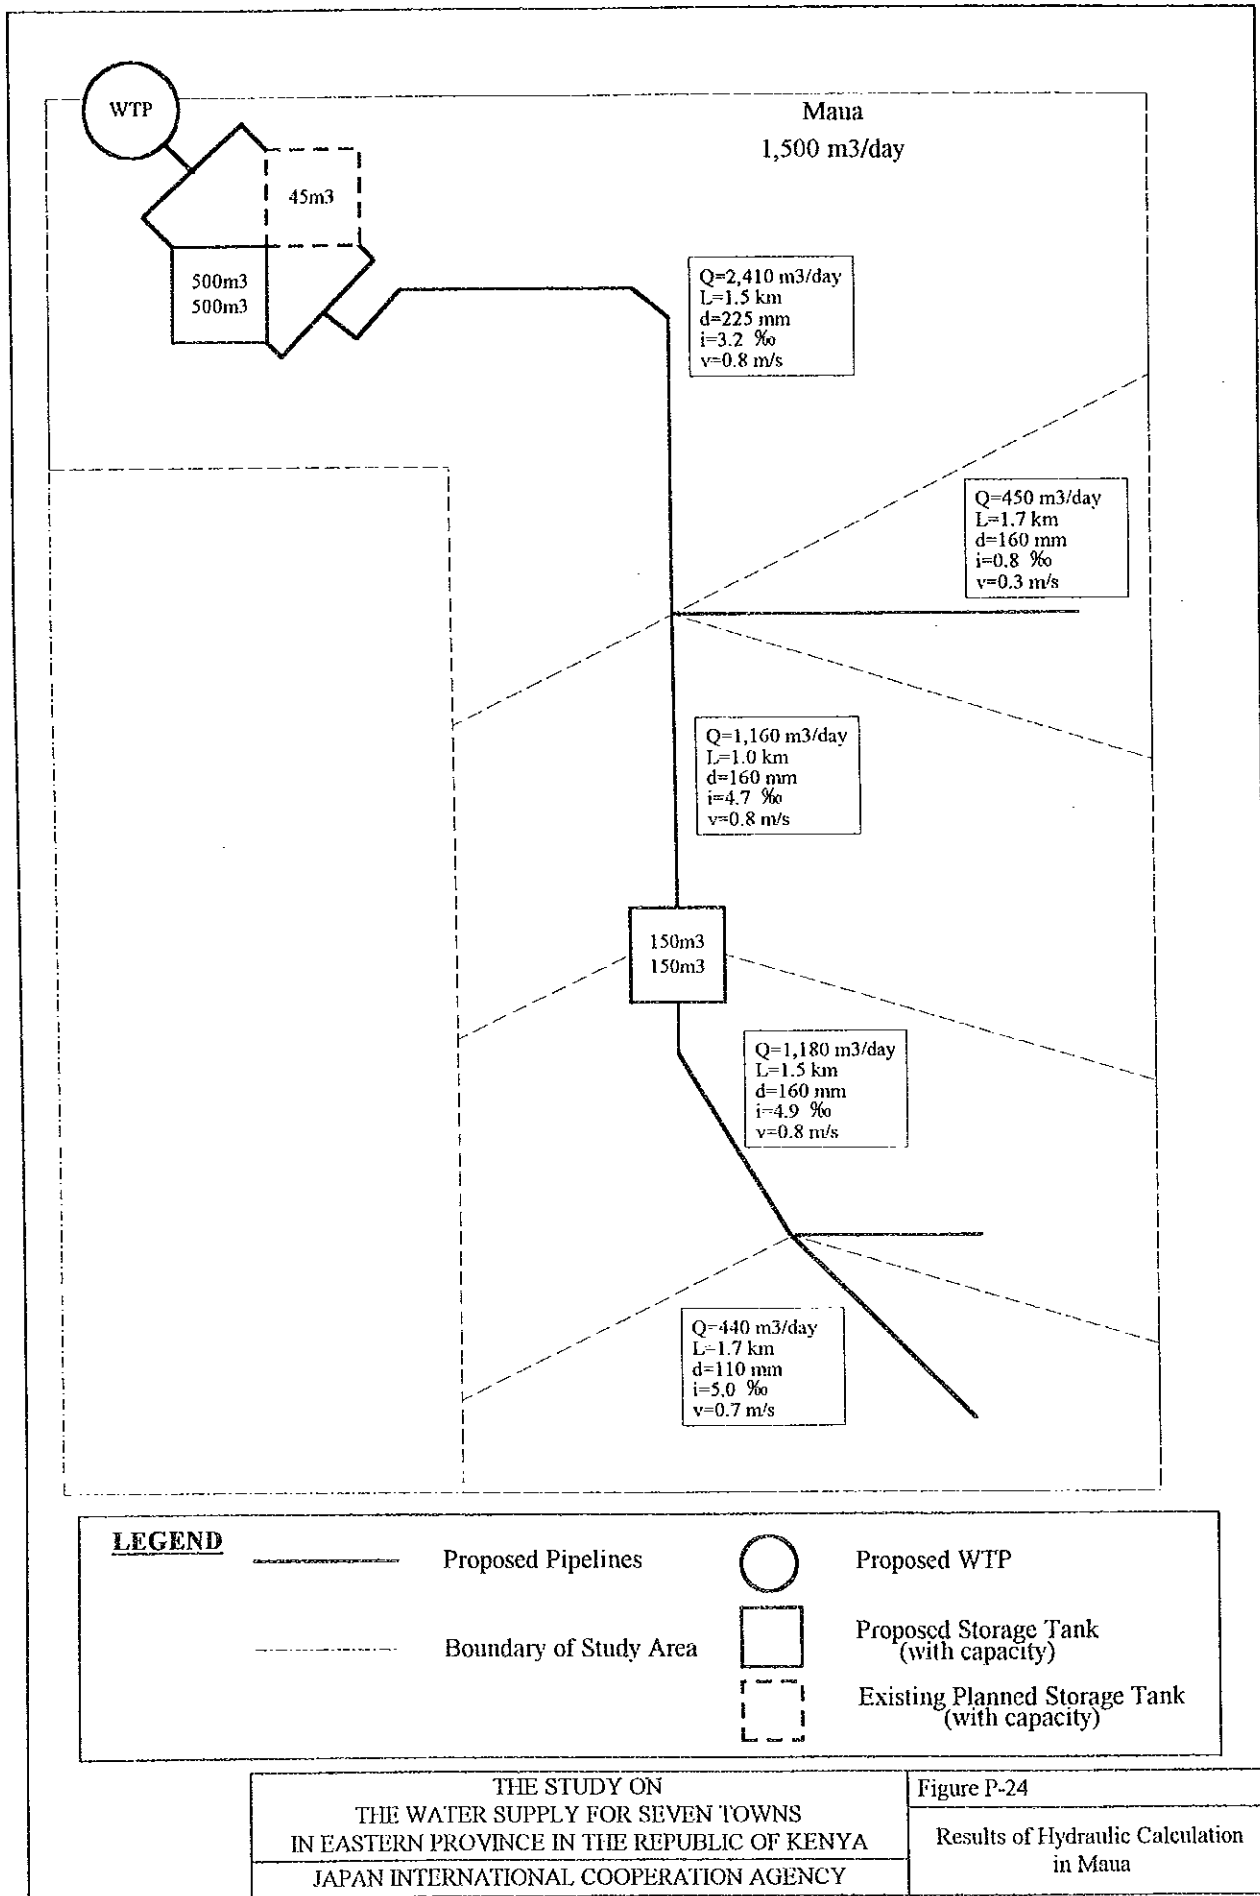 WTP
Maua
1,500 m3/day
45m3
500m3
500m3
Q=2,410 m3/day
L=1.5 km
d=225 mm
i=3.2 ‰
v=0.8 m/s
Q=450 m3/day
L=1.7 km
d=160 mm
i=0.8 ‰
v=0.3 m/s
Q=1,160 m3/day
L=1.0 km
d=160 mm
i=4.7 ‰
v=0.8 m/s
150m3
150m3
Q=1,180 m3/day
L=1.5 km
d=160 mm
i=4.9 ‰
v=0.8 m/s
Q=440 m3/day
L=1.7 km
d=110 mm
i=5.0 ‰
v=0.7 m/s
LEGEND
Proposed Pipelines
Proposed WTP
Boundary of Study Area
Proposed Storage Tank
(with capacity)
Existing Planned Storage Tank
(with capacity)
THE STUDY ON
THE WATER SUPPLY FOR SEVEN TOWNS
IN EASTERN PROVINCE IN THE REPUBLIC OF KENYA
JAPAN INTERNATIONAL COOPERATION AGENCY
Figure P-24
Results of Hydraulic Calculation
in Maua